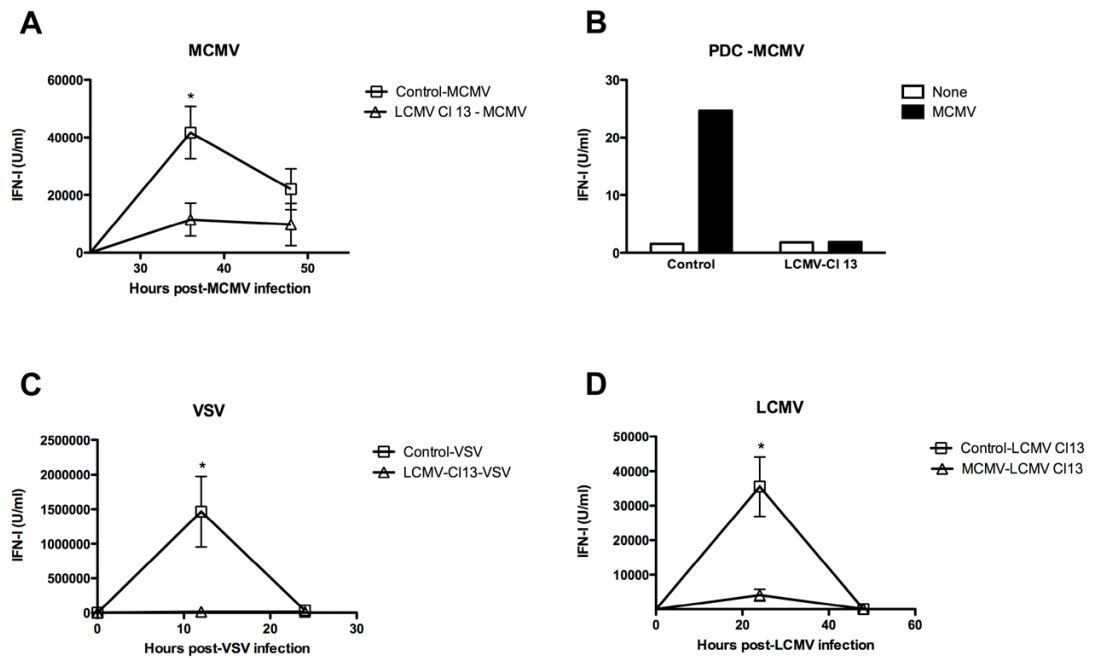 A
MCMV
60000
40000
20000
0
IFN-I (U/ml)
*
30
40
50
Hours post-MCMV infection
Control-MCMV
LCMV Cl 13 - MCMV
B
PDC -MCMV
30
20
10
0
IFN-I (U/ml)
Control
LCMV-Cl 13
None
MCMV
C
VSV
2500000
2000000
1500000
1000000
500000
0
IFN-I (U/ml)
*
0
10
20
30
Hours post-VSV infection
Control-VSV
LCMV-Cl13-VSV
D
LCMV
50000
40000
30000
20000
10000
IFN-I (U/ml)
*
0
20
40
60
Hours post-LCMV infection
Control-LCMV Cl13
MCMV-LCMV Cl13